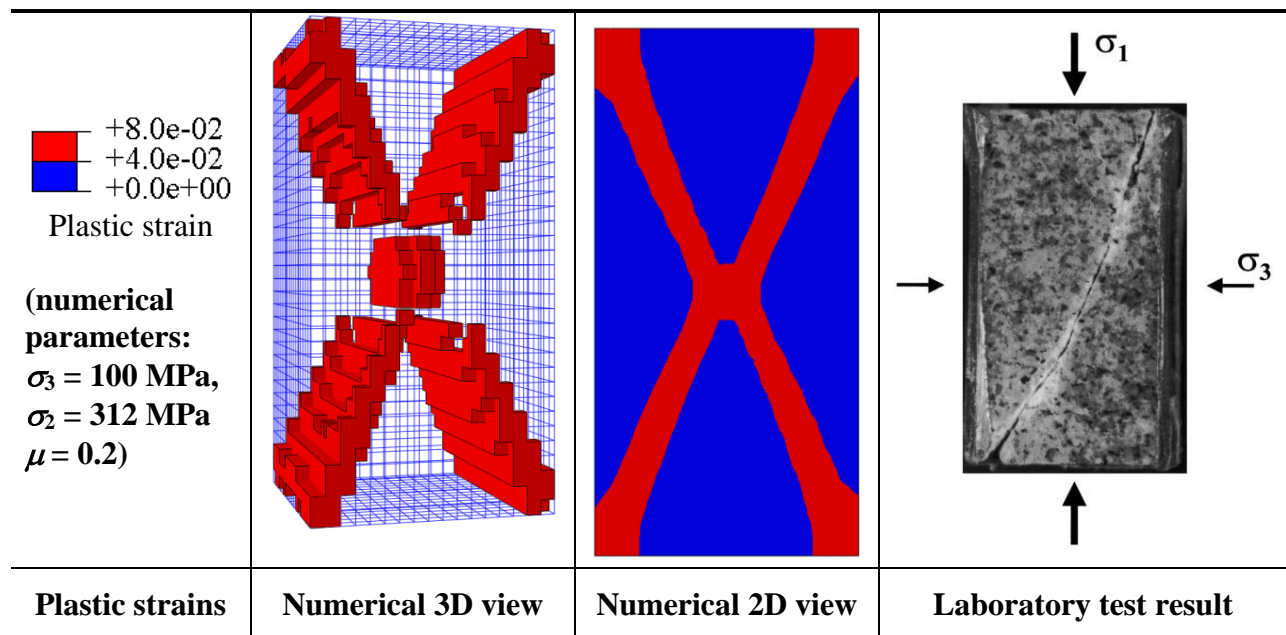 +8.0e-02
+4.0e-02
+0.0e+00
Plastic strain
(numerical
parameters:
σ3 = 100 MPa,
σ2 = 312 MPa
μ = 0.2)
σ1
σ3
Plastic strains
Numerical 3D view
Numerical 2D view
Laboratory test result